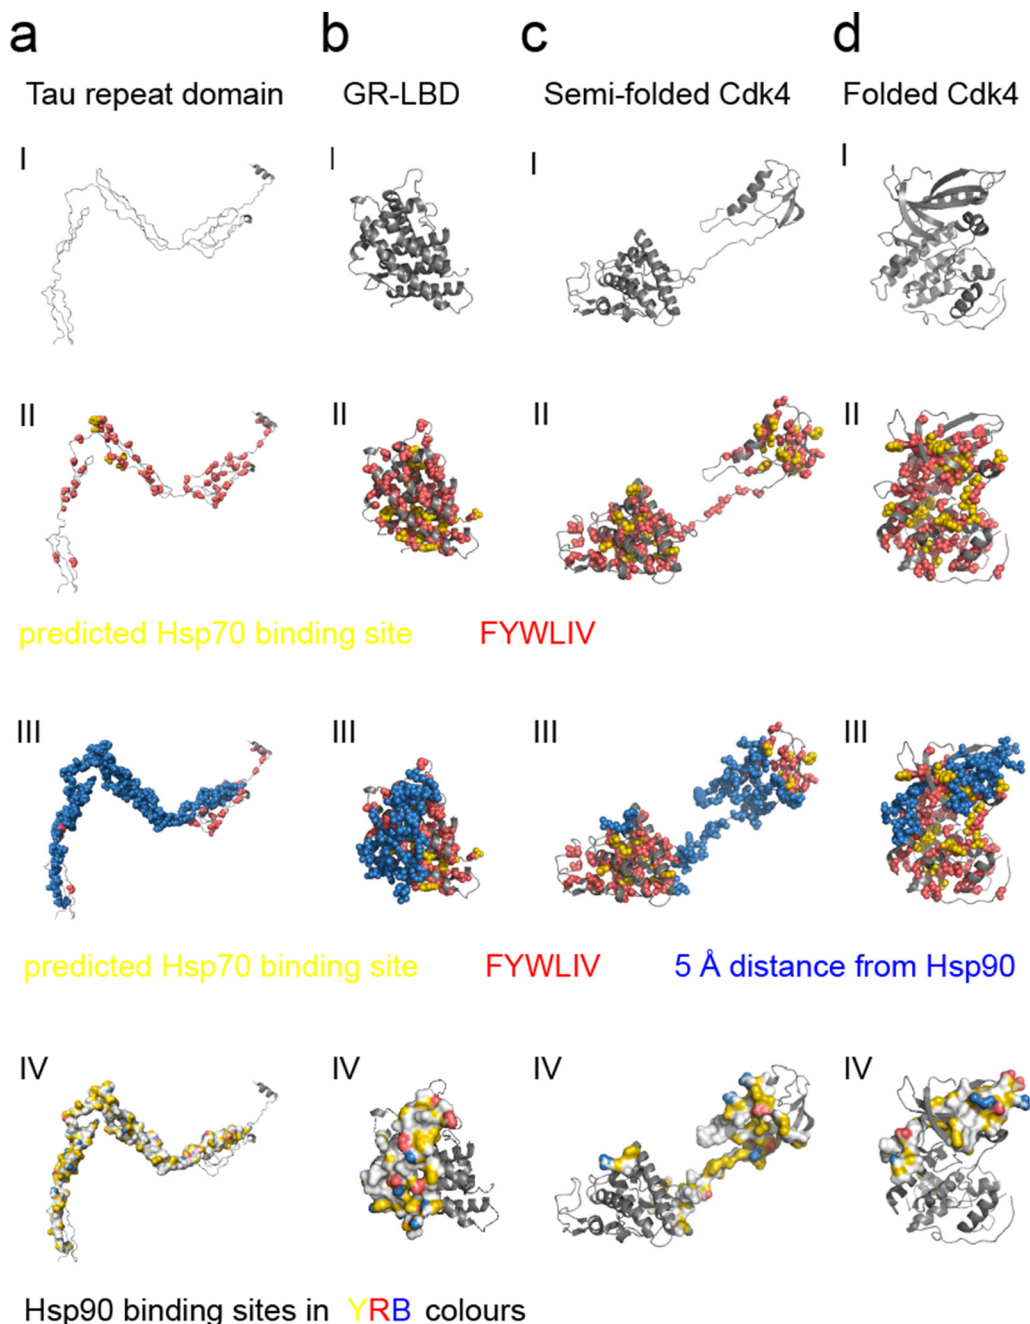 a b c d
Tau repeat domain GR-LBD Semi-folded Cdk4 Folded Cdk4
I I I I
II II II II
predicted Hsp70 binding site FYWLIV
III III III III
predicted Hsp70 binding site FYWLIV 5 Å distance from Hsp90
IV IV IV IV
Hsp90 binding sites in YRB colours